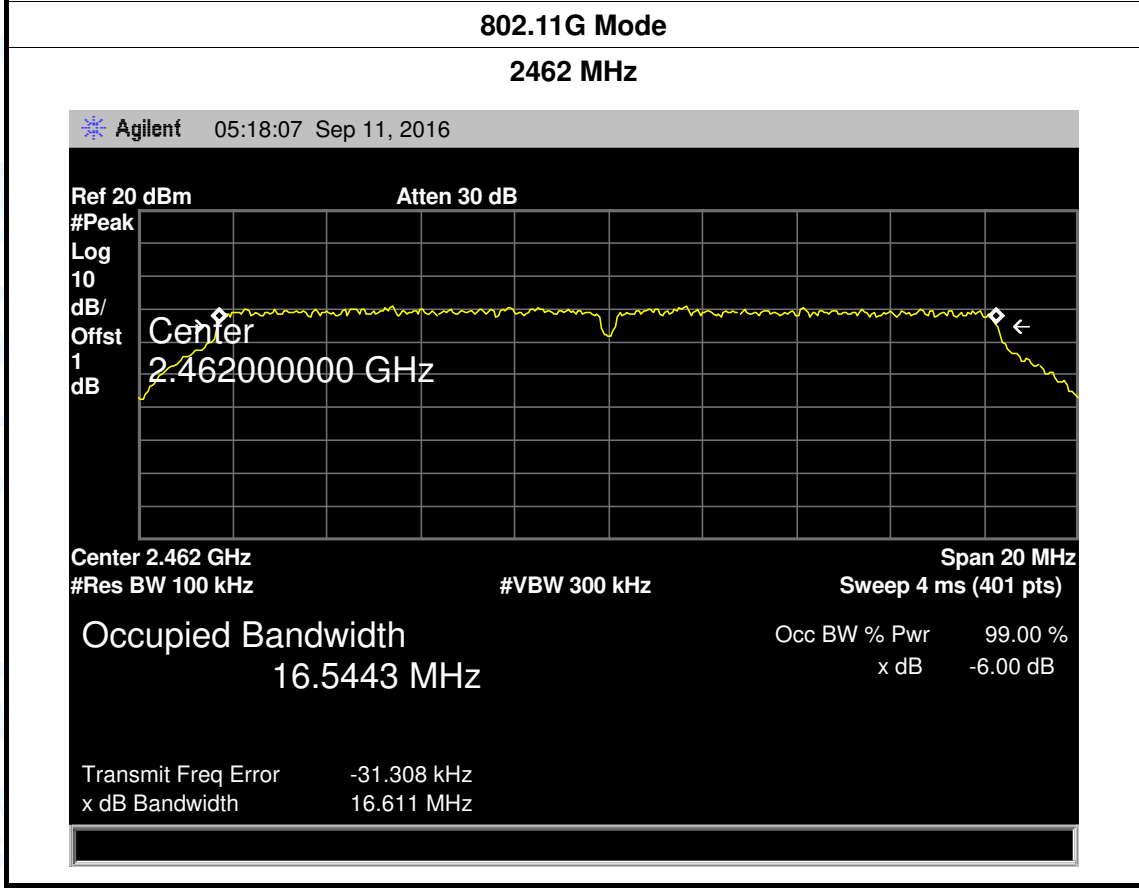 802.11G Mode
2462 MHz
Agilent 05:18:07 Sep 11, 2016
Ref 20 dBm Atten 30 dB
#Peak
Log
10
dB/
Offst
1
dB
Center
2.462000000 GHz
Center 2.462 GHz Span 20 MHz
#Res BW 100 kHz #VBW 300 kHz Sweep 4 ms (401 pts)
Occupied Bandwidth
16.5443 MHz
Occ BW % Pwr 99.00 %
x dB -6.00 dB
Transmit Freq Error -31.308 kHz
x dB Bandwidth 16.611 MHz